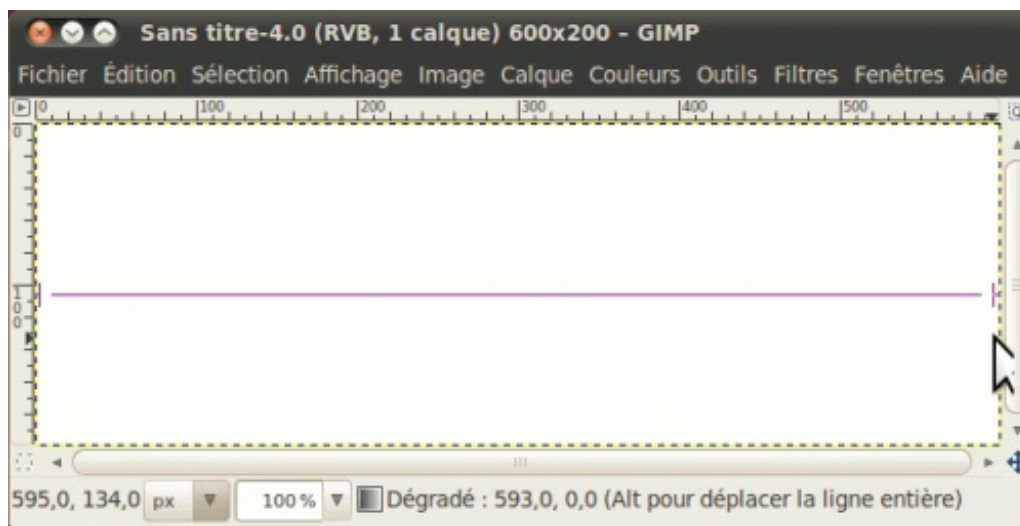 Sans titre-4.0 (RVB, 1 calque) 600x200 – GIMP
Fichier Édition Sélection Affichage Image Calque Couleurs Outils Filtres Fenêtres Aide
0 100 200 300 400 500
0
100
595,0, 134,0 px 100 % Dégradé : 593,0, 0,0 (Alt pour déplacer la ligne entière)